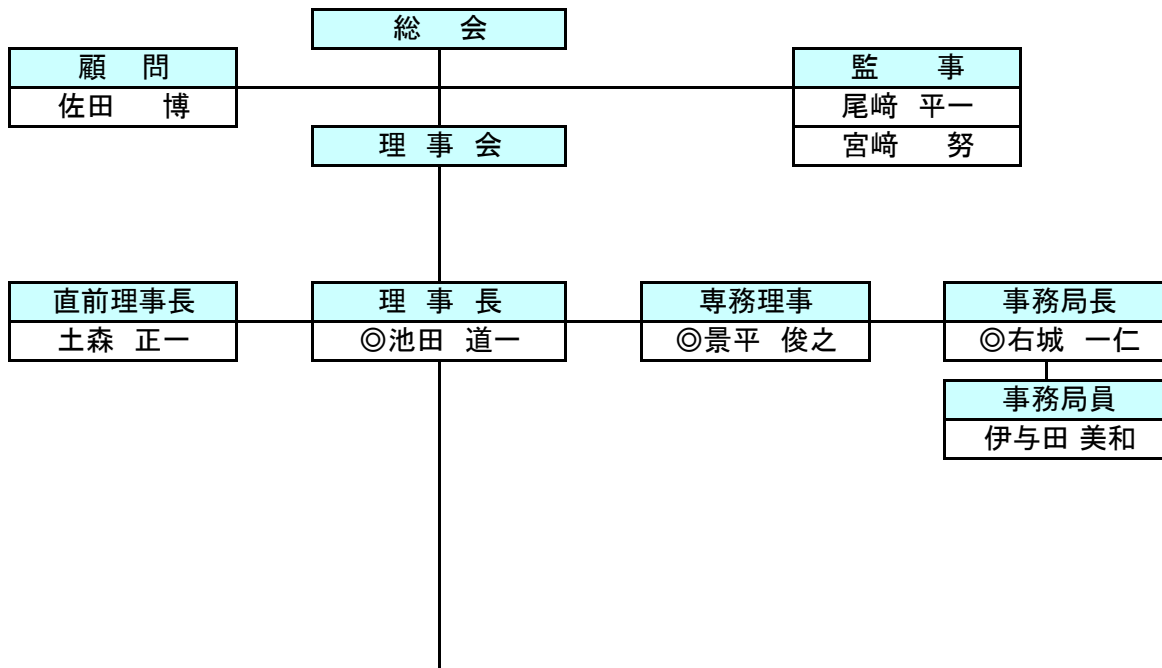 総　会
顧　問
佐田　博
監　事
尾﨑　平一
宮﨑　努
理 事 会
直前理事長
土森　正一
理 事 長
◎池田　道一
専務理事
◎景平　俊之
事務局長
◎右城　一仁
事務局員
伊与田 美和